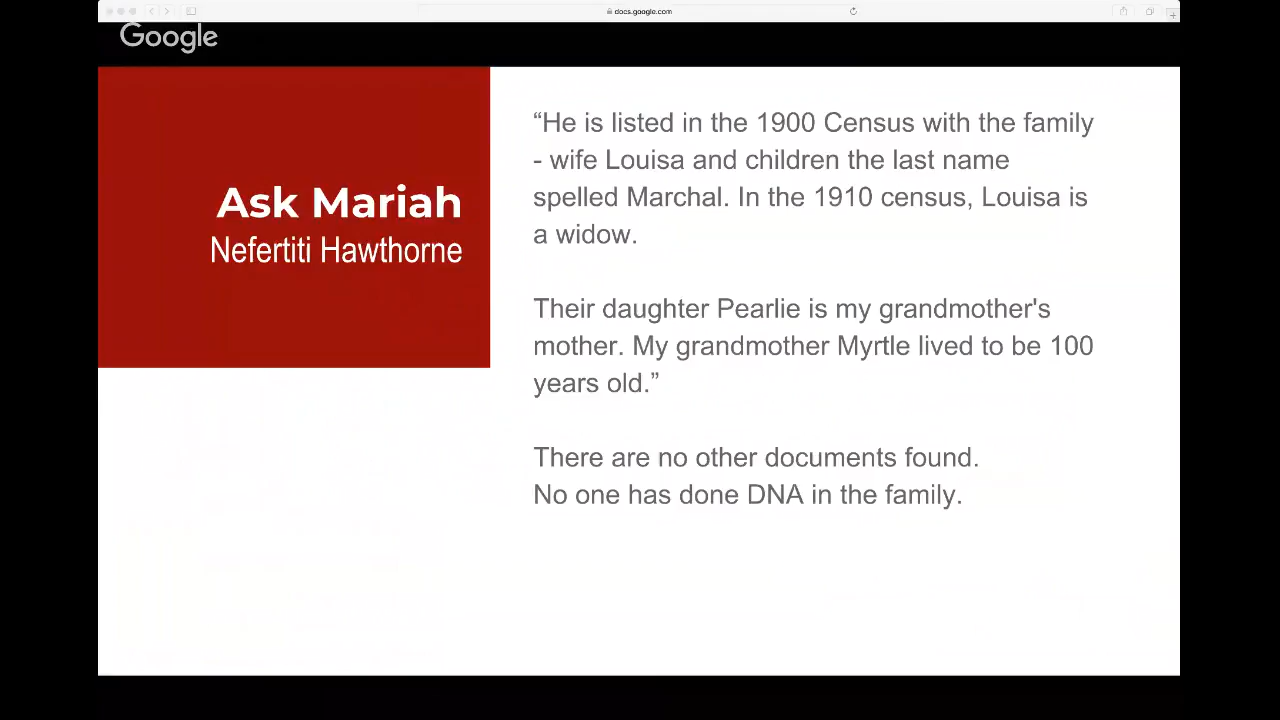 docs.google.com
Google
Ask Mariah
Nefertiti Hawthorne
“He is listed in the 1900 Census with the family
- wife Louisa and children the last name
spelled Marchal. In the 1910 census, Louisa is
a widow.
Their daughter Pearlie is my grandmother's
mother. My grandmother Myrtle lived to be 100
years old.”
There are no other documents found.
No one has done DNA in the family.